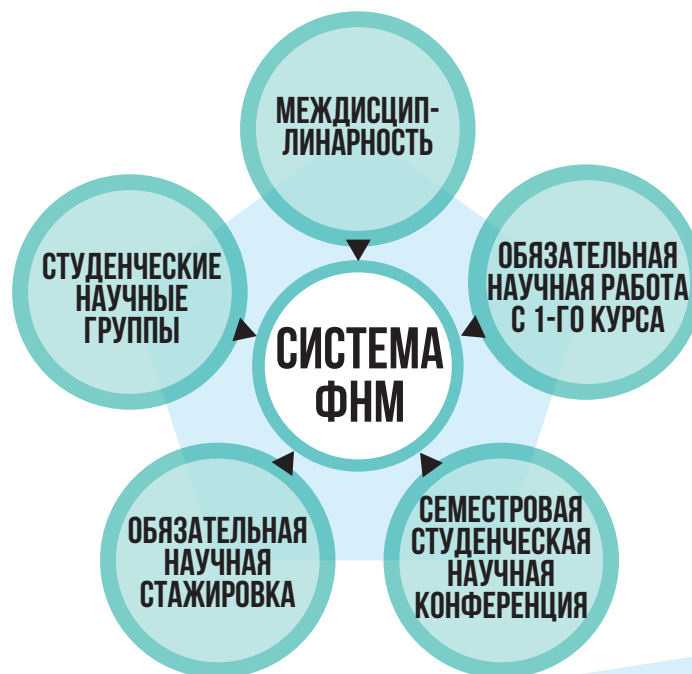 МЕЖДИСЦИП-
ЛИНАРНОСТЬ
ОБЯЗАТЕЛЬНАЯ
НАУЧНАЯ РАБОТА
С 1-ГО КУРСА
СТУДЕНЧЕСКИЕ
НАУЧНЫЕ
ГРУППЫ
СИСТЕМА
ФНМ
СЕМЕСТРОВАЯ
СТУДЕНЧЕСКАЯ
НАУЧНАЯ
КОНФЕРЕНЦИЯ
ОБЯЗАТЕЛЬНАЯ
НАУЧНАЯ
СТАЖИРОВКА